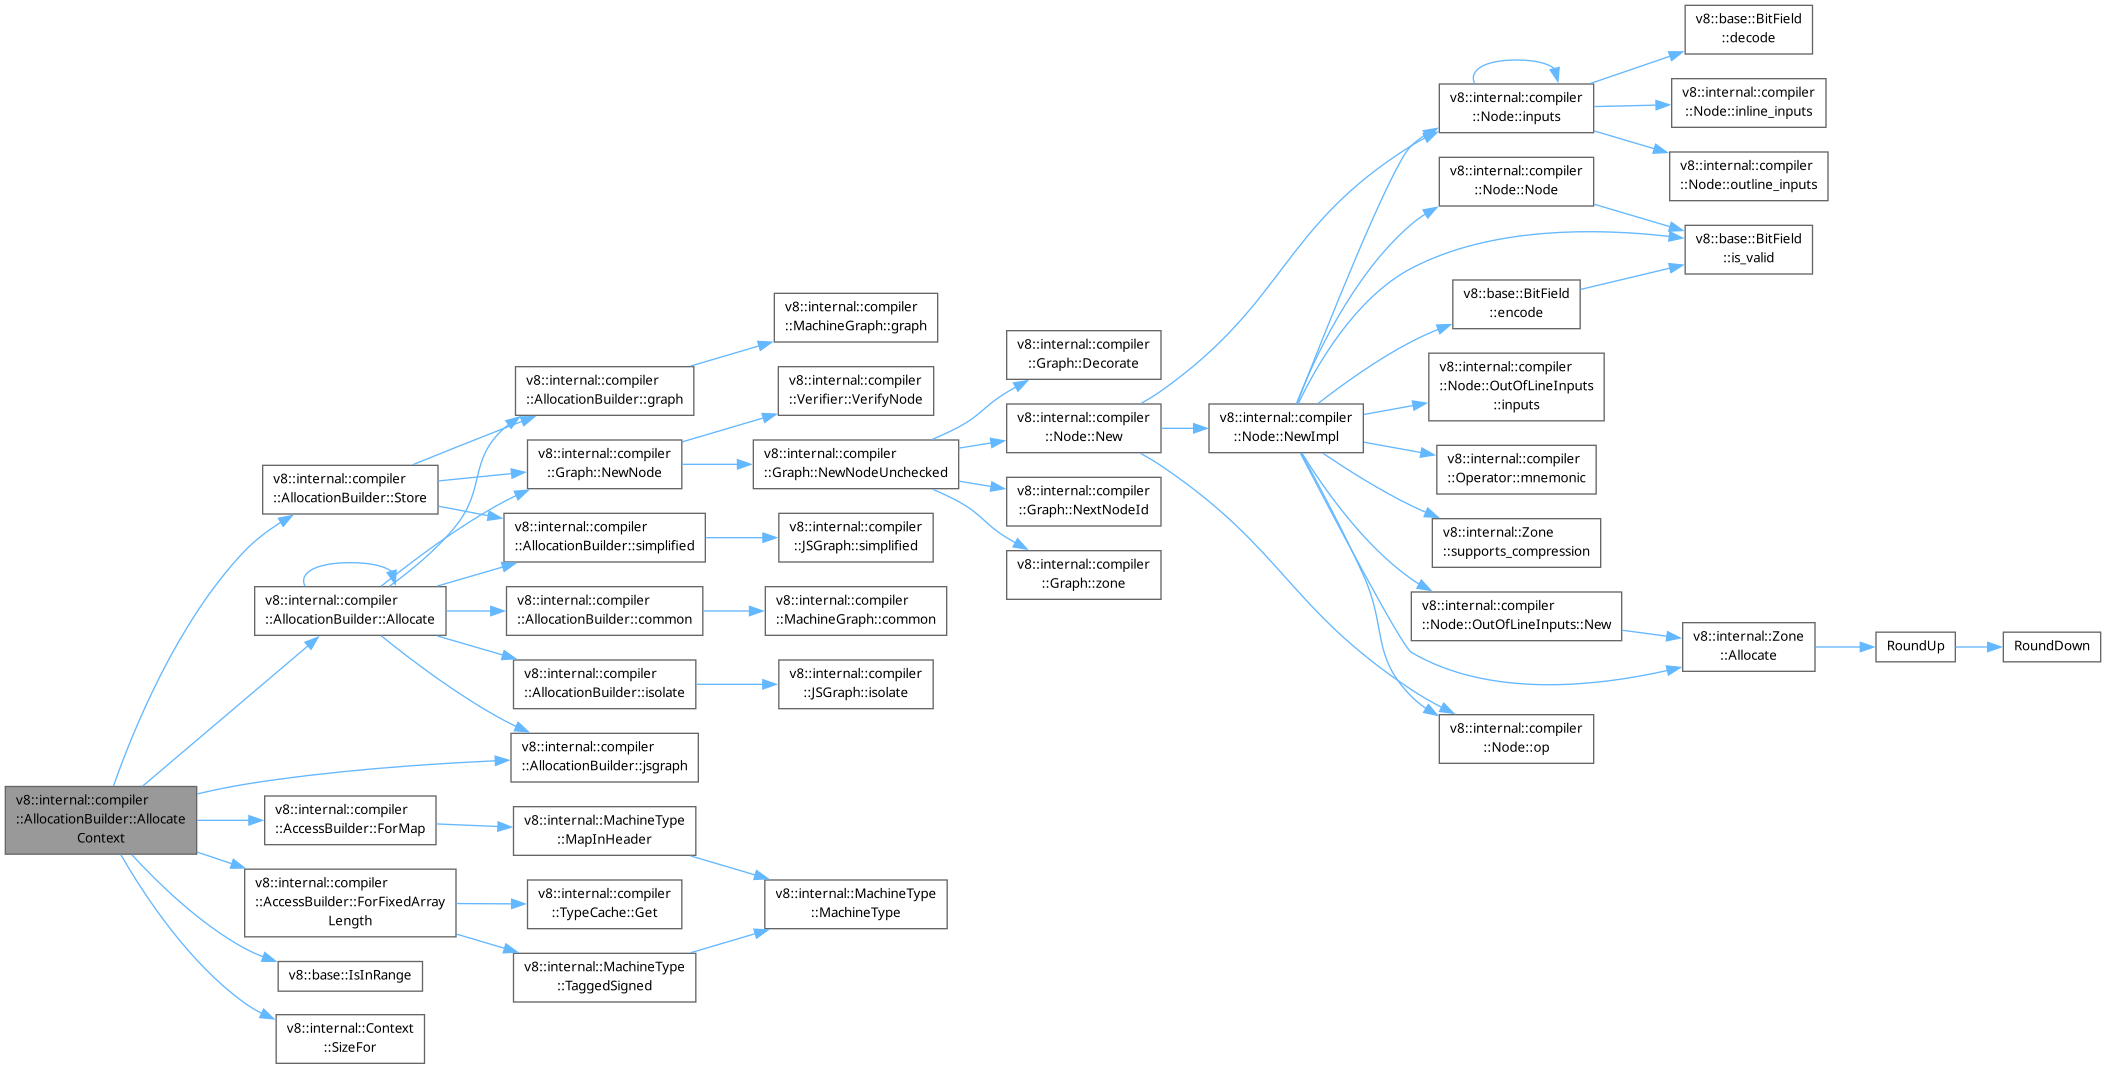 v8::internal::compiler
::AllocationBuilder::Allocate
Context
v8::internal::compiler
::AllocationBuilder::Store
v8::internal::compiler
::AllocationBuilder::Allocate
v8::internal::compiler
::AccessBuilder::ForMap
v8::internal::compiler
::AccessBuilder::ForFixedArray
Length
v8::base::IsInRange
v8::internal::Context
::SizeFor
v8::internal::compiler
::AllocationBuilder::graph
v8::internal::compiler
::Graph::NewNode
v8::internal::compiler
::AllocationBuilder::simplified
v8::internal::compiler
::AllocationBuilder::common
v8::internal::compiler
::AllocationBuilder::isolate
v8::internal::compiler
::AllocationBuilder::jsgraph
v8::internal::MachineType
::MapInHeader
v8::internal::compiler
::TypeCache::Get
v8::internal::MachineType
::TaggedSigned
v8::internal::compiler
::MachineGraph::graph
v8::internal::compiler
::Verifier::VerifyNode
v8::internal::compiler
::Graph::NewNodeUnchecked
v8::internal::compiler
::JSGraph::simplified
v8::internal::compiler
::MachineGraph::common
v8::internal::compiler
::JSGraph::isolate
v8::internal::MachineType
::MachineType
v8::internal::compiler
::Graph::Decorate
v8::internal::compiler
::Node::New
v8::internal::compiler
::Graph::NextNodeId
v8::internal::compiler
::Graph::zone
v8::internal::compiler
::Node::NewImpl
v8::internal::compiler
::Node::inputs
v8::internal::compiler
::Node::Node
v8::base::BitField
::encode
v8::internal::compiler
::Node::OutOfLineInputs
::inputs
v8::internal::compiler
::Operator::mnemonic
v8::internal::Zone
::supports_compression
v8::internal::compiler
::Node::OutOfLineInputs::New
v8::internal::compiler
::Node::op
v8::base::BitField
::decode
v8::internal::compiler
::Node::inline_inputs
v8::internal::compiler
::Node::outline_inputs
v8::base::BitField
::is_valid
v8::internal::Zone
::Allocate
RoundUp
RoundDown